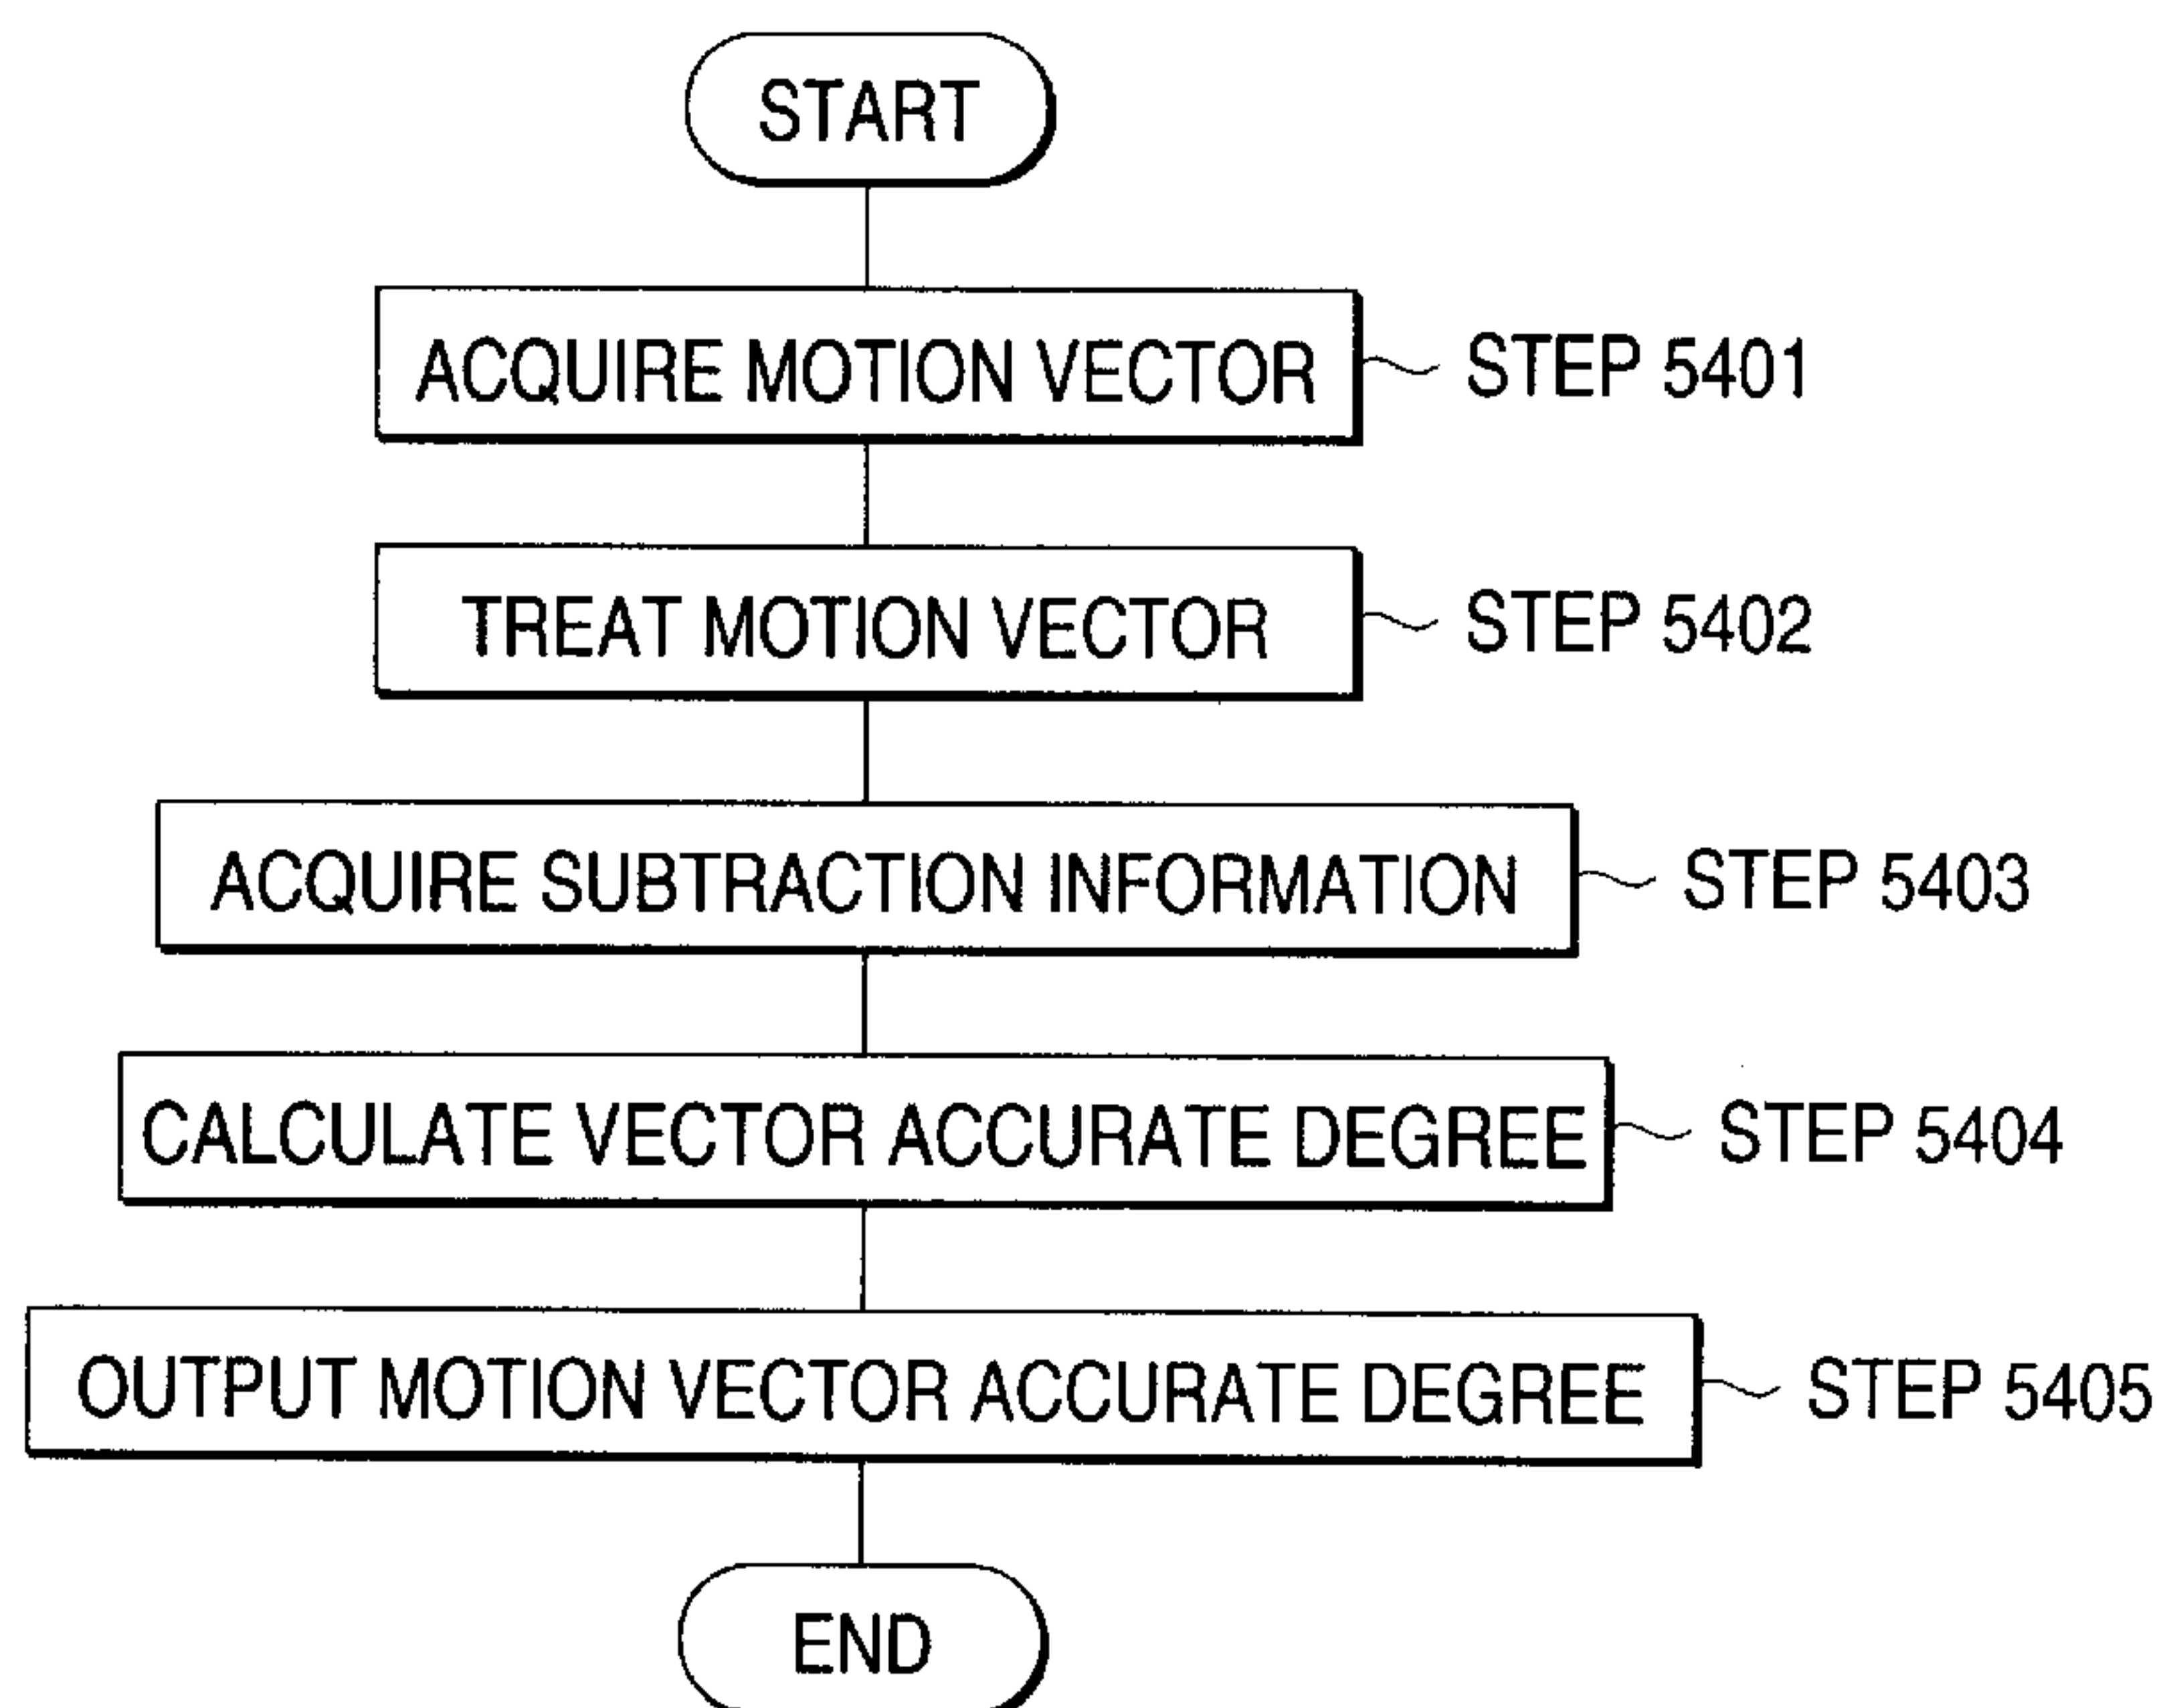 START
ACQUIRE MOTION VECTOR STEP 5401
TREAT MOTION VECTOR STEP 5402
ACQUIRE SUBTRACTION INFORMATION STEP 5403
CALCULATE VECTOR ACCURATE DEGREE STEP 5404
OUTPUT MOTION VECTOR ACCURATE DEGREE STEP 5405
END